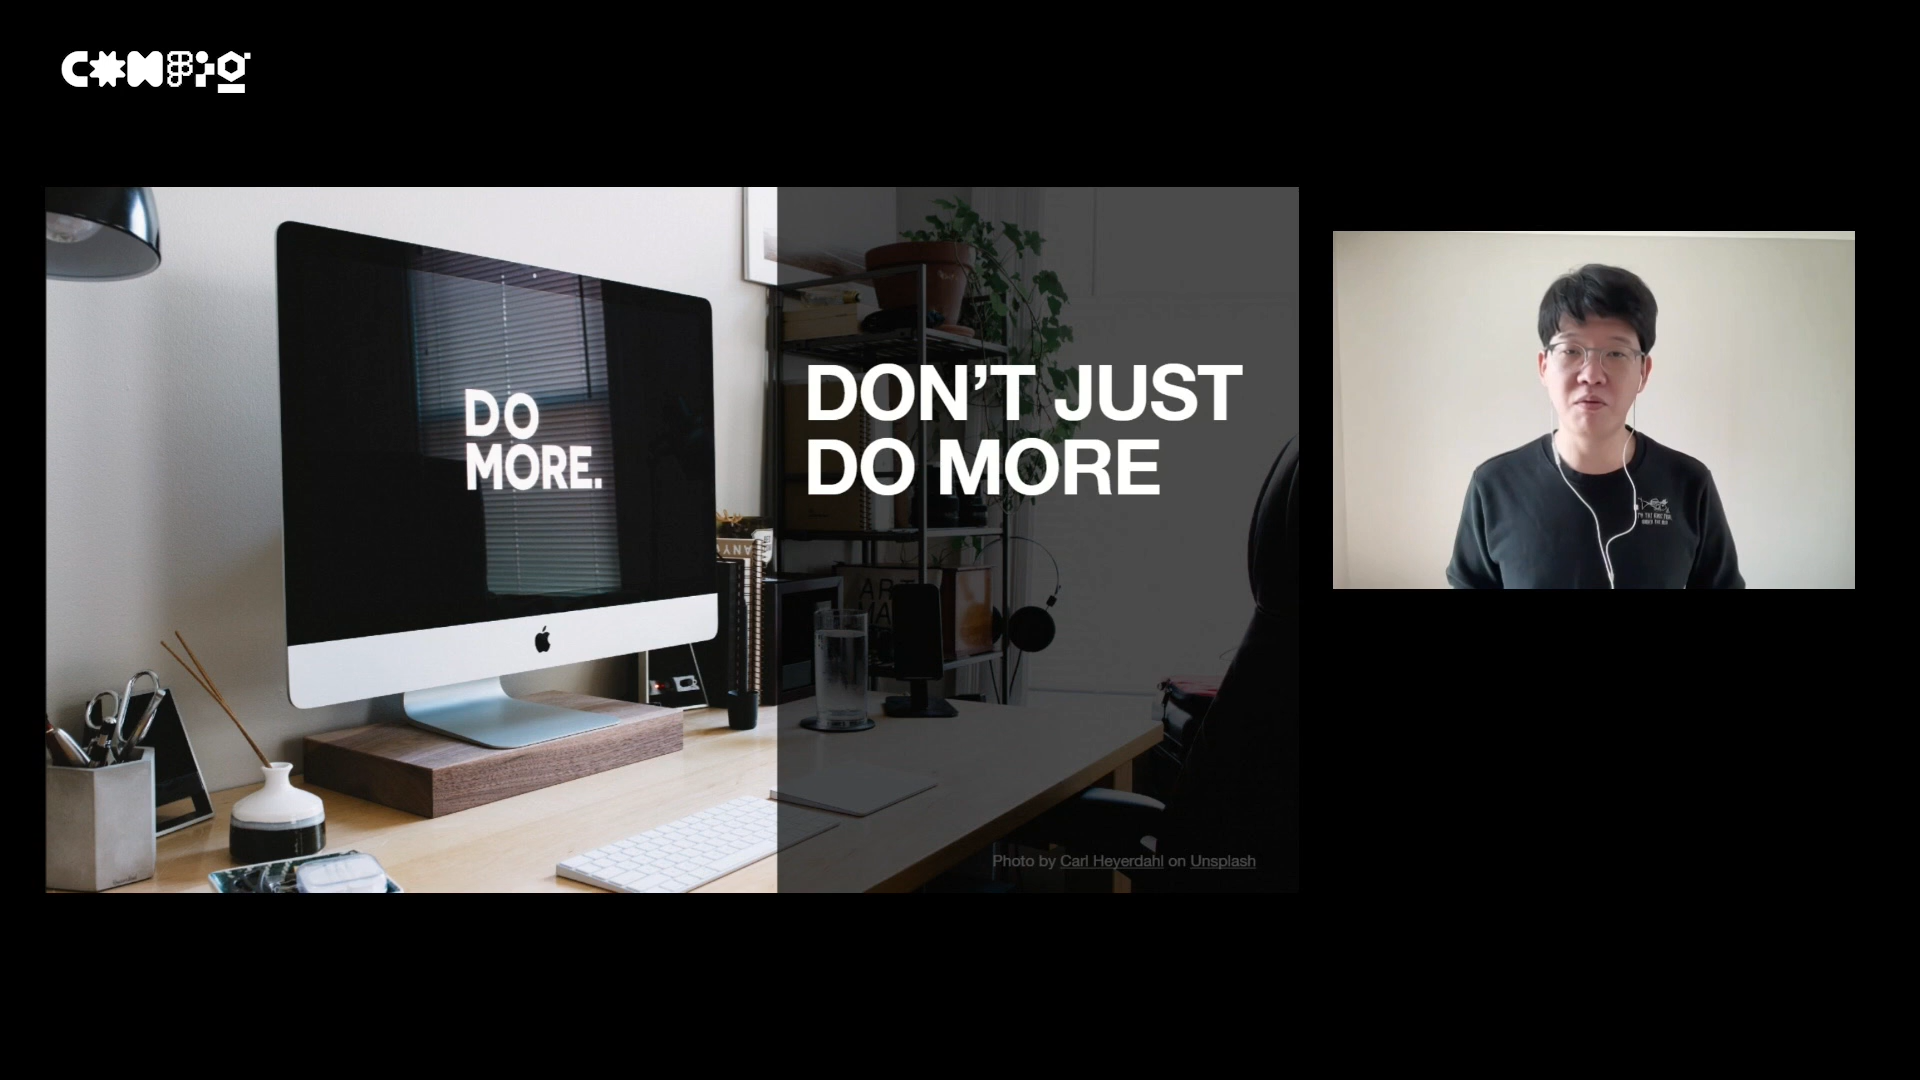 CONFIG
DO
MORE.
DON'T JUST
DO MORE
Photo by Carl Heyerdahl on Unsplash